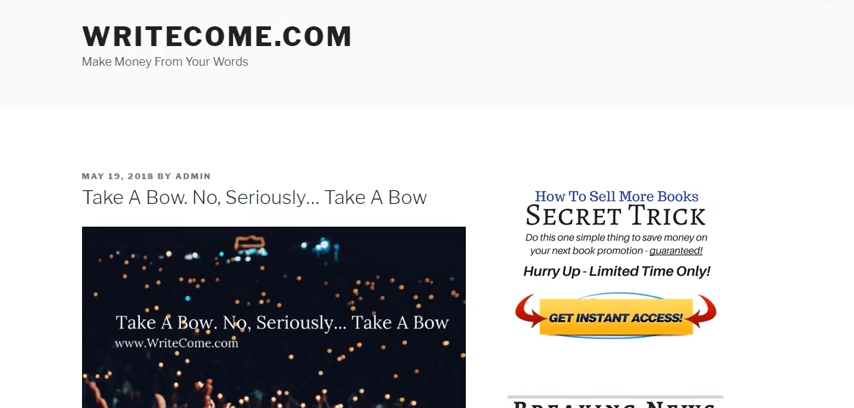 WRITECOME.COM
Make Money From Your Words
MAY 19, 2018 BY ADMIN
Take A Bow. No, Seriously... Take A Bow
Take A Bow. No, Seriously... Take A Bow
www.WriteCome.com
How To Sell More Books
SECRET TRICK
Do this one simple thing to save money on
your next book promotion - guaranteed!
Hurry Up - Limited Time Only!
GET INSTANT ACCESS!
BREAKING NEWS